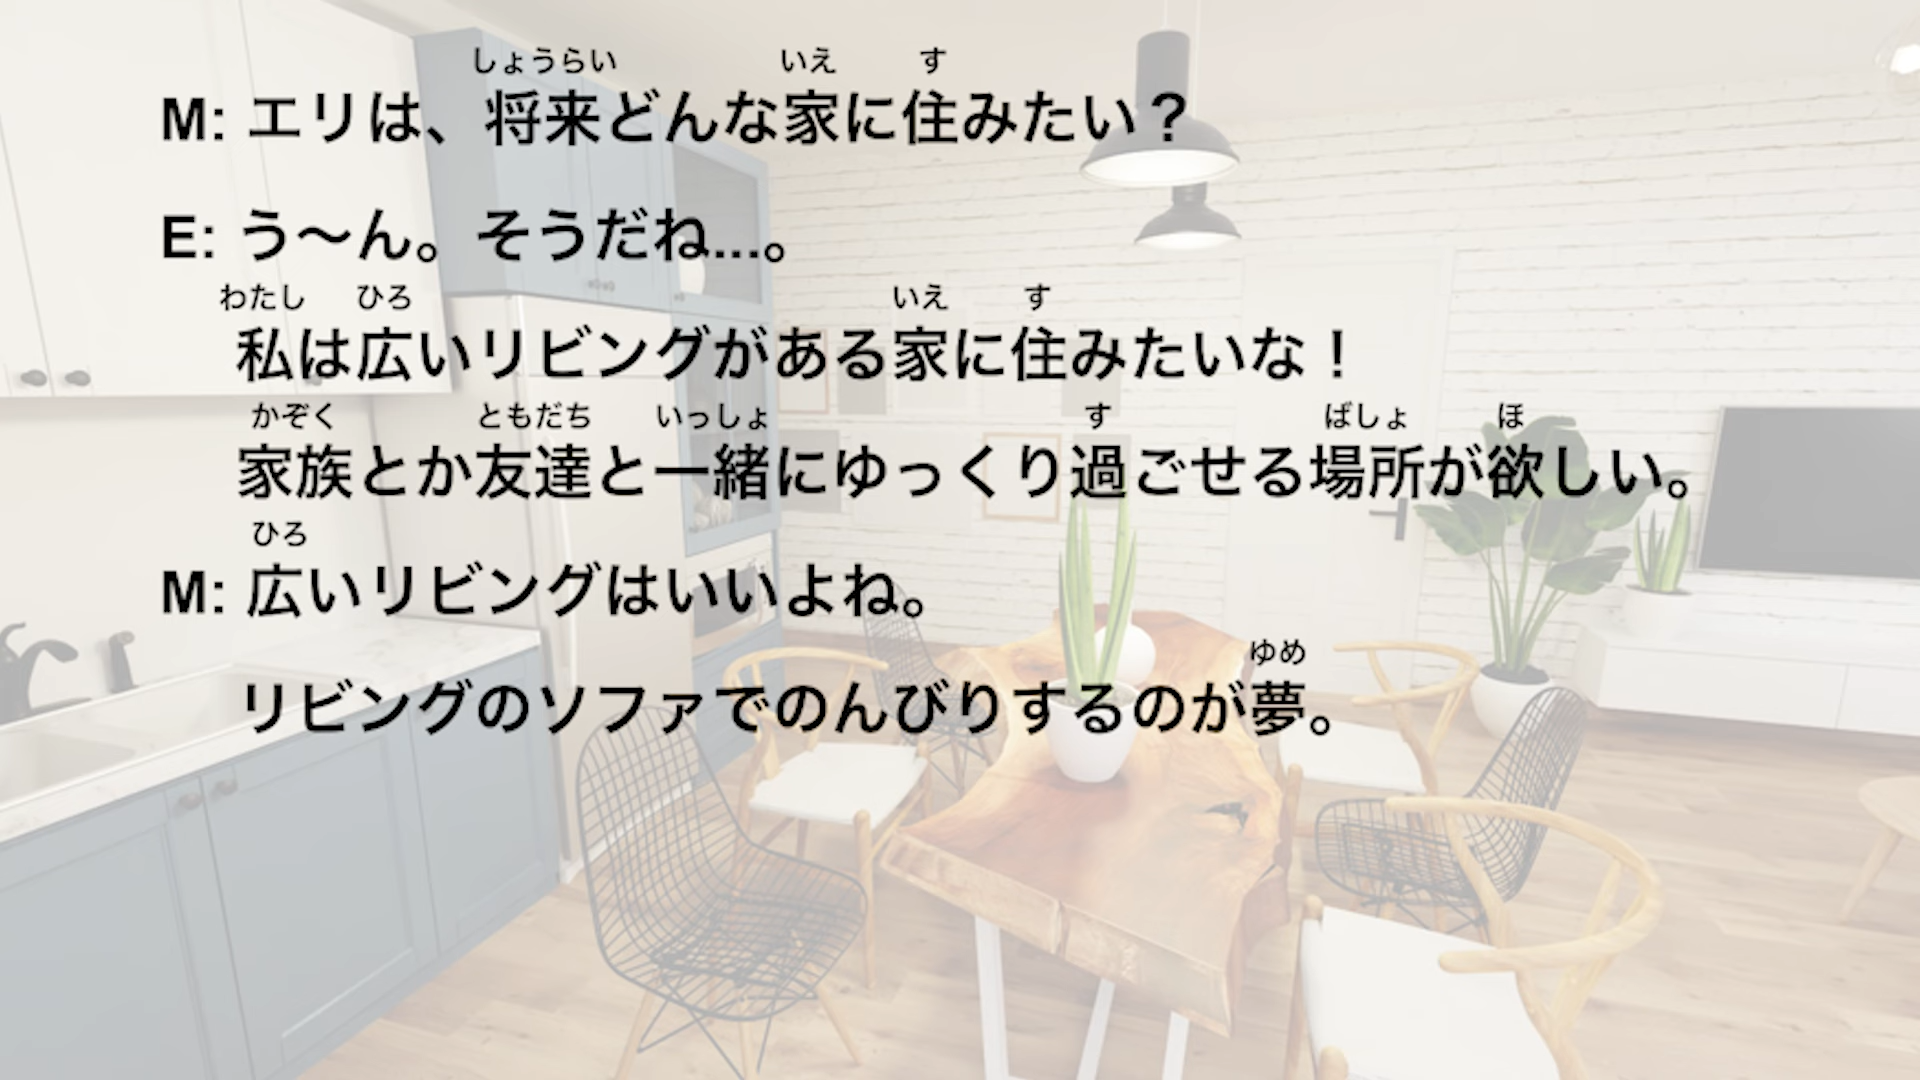 しょうらい いえ す
M: エリは、将来どんな家に住みたい？
E: う〜ん。そうだね...。
わたし ひろ いえ す
私は広いリビングがある家に住みたいな！
かぞく ともだち いっしょ す ばしょ ほ
家族とか友達と一緒にゆっくり過ごせる場所が欲しい。
ひろ
M: 広いリビングはいいよね。
ゆめ
リビングのソファでのんびりするのが夢。